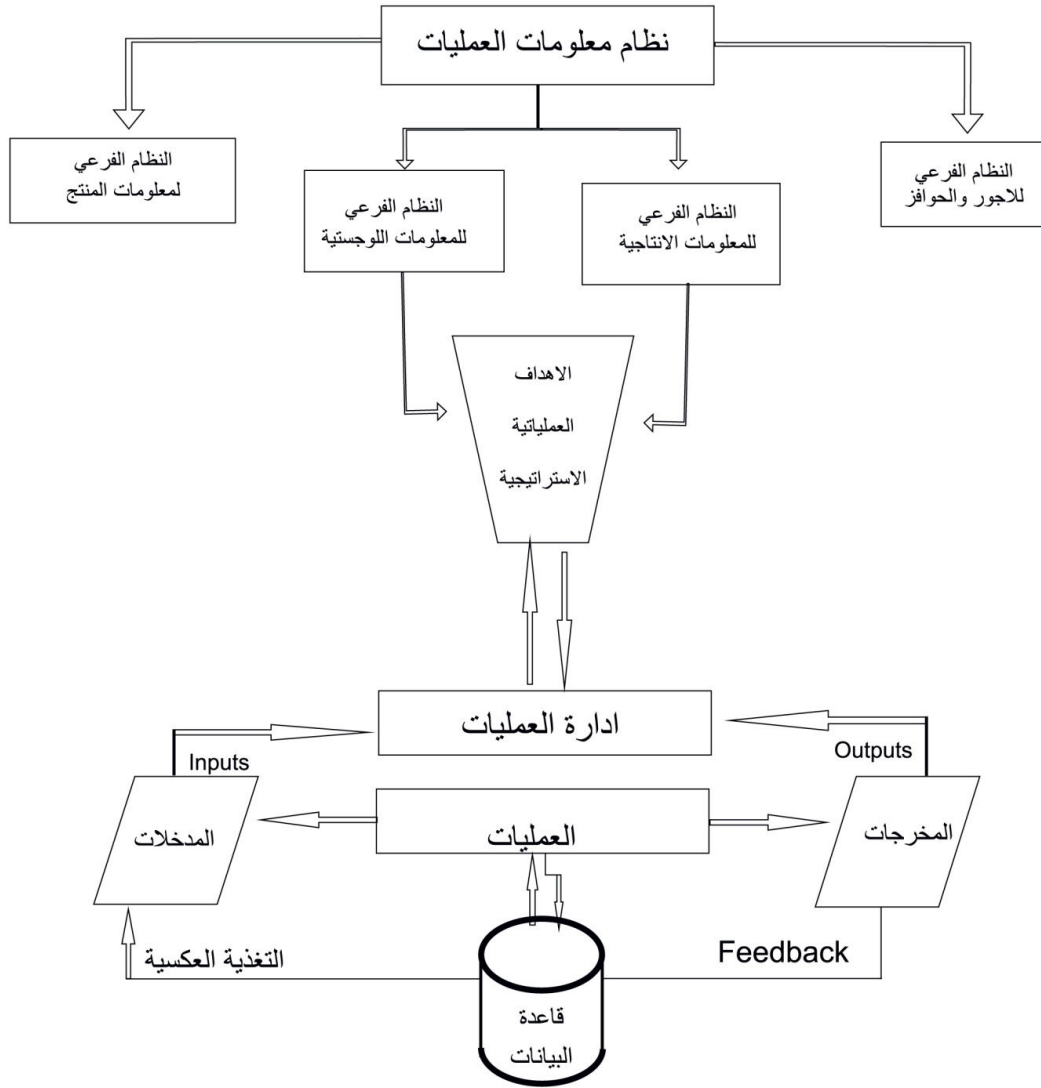 نظام معلومات العمليات
النظام الفرعي
للاجور والحوافز
النظام الفرعي
للمعلومات الانتاجية
النظام الفرعي
للمعلومات اللوجستية
النظام الفرعي
لمعلومات المنتج
الاهداف
العملياتية
الاستراتيجية
ادارة العمليات
Outputs
Inputs
المخرجات
العمليات
المدخلات
Feedback
التغذية العكسية
قاعدة
البيانات